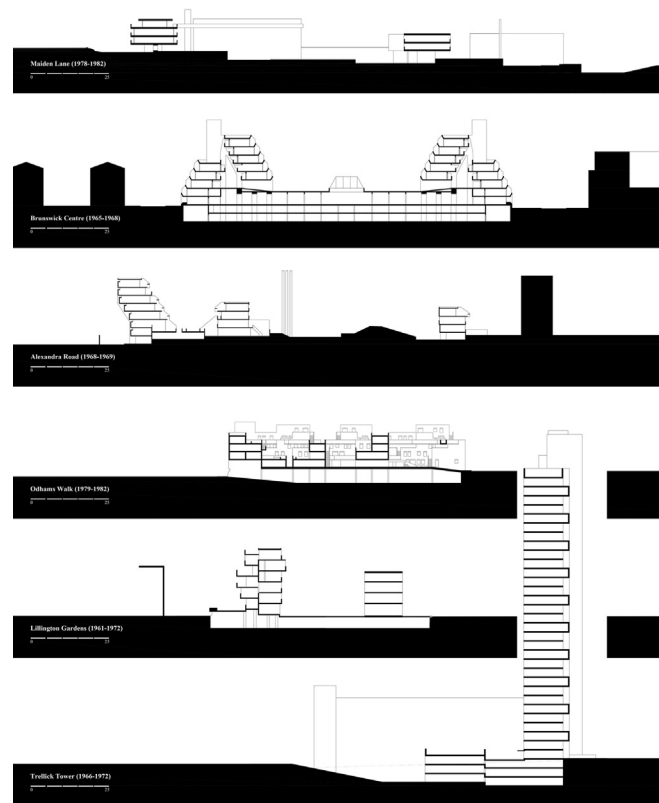 Maiden Lane (1978-1982)
0 25
Brunswick Centre (1965-1968)
0 25
Alexandra Road (1968-1969)
0 25
Odhams Walk (1979-1982)
0 25
Lillington Gardens (1961-1972)
0 25
Trellick Tower (1966-1972)
0 25